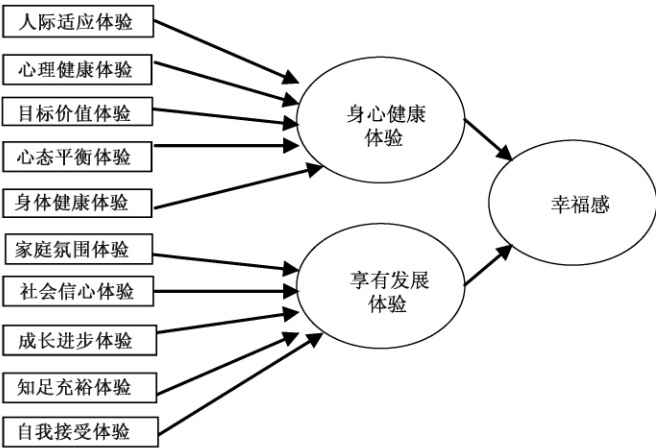 人际适应体验
心理健康体验
目标价值体验
心态平衡体验
身体健康体验
家庭氛围体验
社会信心体验
成长进步体验
知足充裕体验
自我接受体验
身心健康
体验
享有发展
体验
幸福感